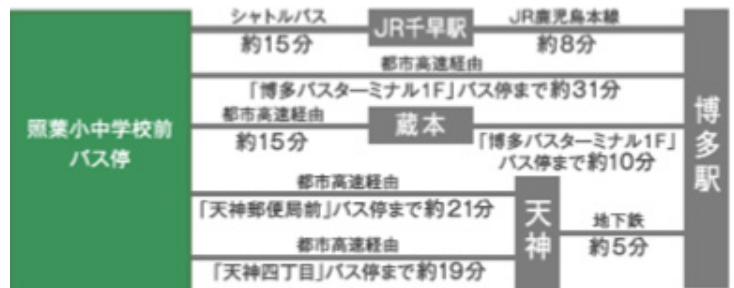 シャトルバス
JR千早駅
JR鹿児島本線
約15分
約8分
都市高速経由
「博多バスターミナル1F」バス停まで約31分
都市高速経由
蔵本
約15分
「博多バスターミナル1F」
バス停まで約10分
照葉小中学校前
バス停
博多駅
都市高速経由
「天神郵便局前」バス停まで約21分
天神
地下鉄
約5分
都市高速経由
「天神四丁目」バス停まで約19分